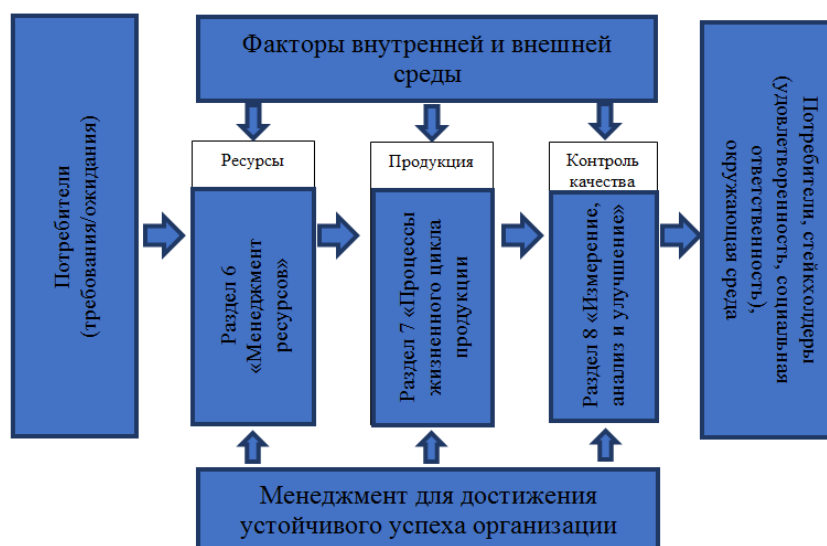 Факторы внутренней и внешней
среды
Потребители
(требования/ожидания)
Ресурсы
Раздел 6
«Менеджмент
ресурсов»
Продукция
Раздел 7 «Процессы
жизненного цикла
продукции
Контроль
качества
Раздел 8 «Измерение,
анализ и улучшение»
Потребители, стейкхолдеры
(удовлетворенность, социальная
ответственность),
окружающая среда
Менеджмент для достижения
устойчивого успеха организации